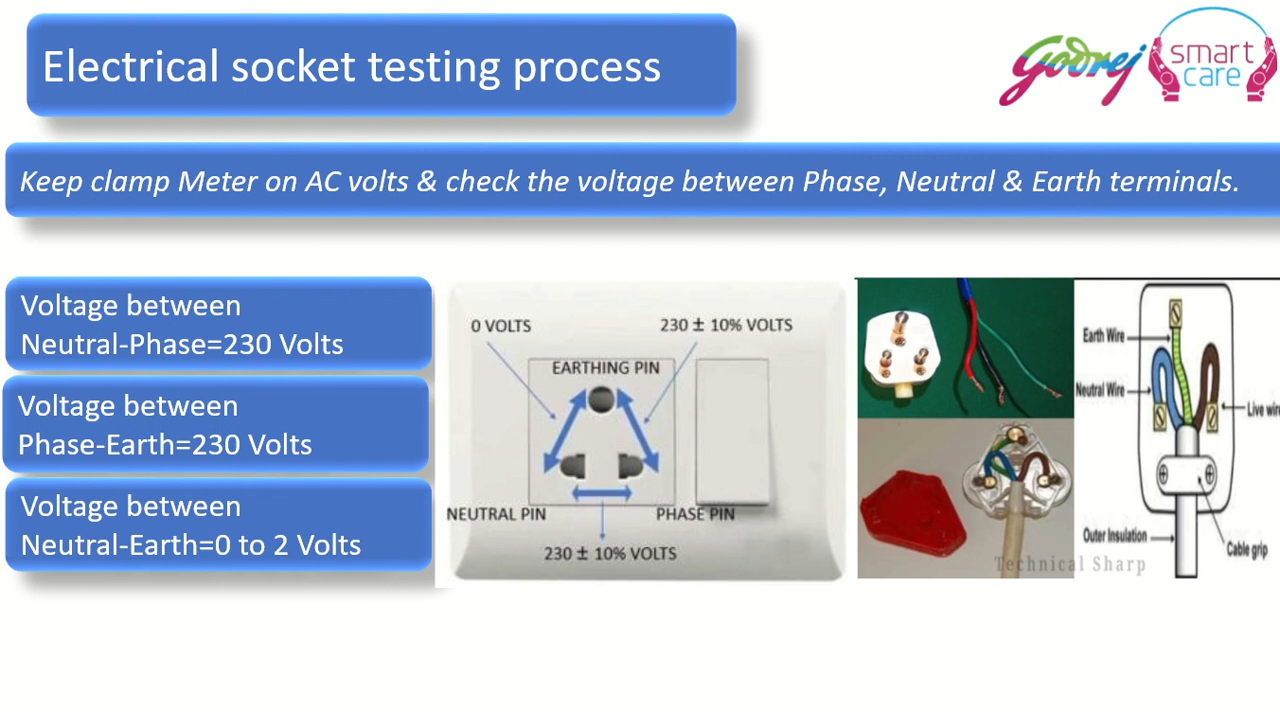 Electrical socket testing process
Godrej
smart
care
Keep clamp Meter on AC volts & check the voltage between Phase, Neutral & Earth terminals.
Voltage between
Neutral-Phase=230 Volts
Voltage between
Phase-Earth=230 Volts
Voltage between
Neutral-Earth=0 to 2 Volts
0 VOLTS
230 ± 10% VOLTS
EARTHING PIN
NEUTRAL PIN
PHASE PIN
230 ± 10% VOLTS
Earth Wire
Neutral Wire
Live wire
Outer Insulation
Cable grip
Technical Sharp